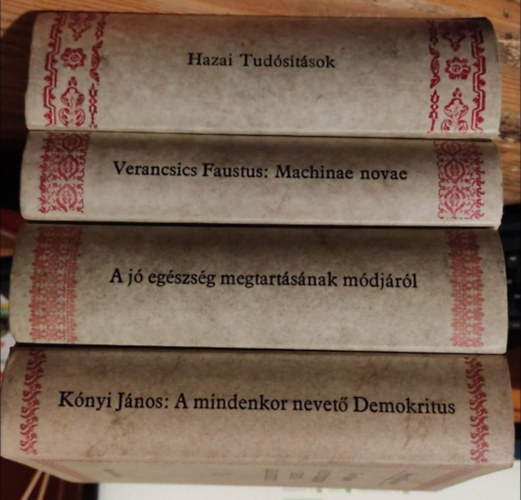 Hazai Tudósítások
Verancsics Faustus: Machinae novae
A jó egészség megtartásának módjáról
Kónyi János: A mindenkor nevető Demokritus